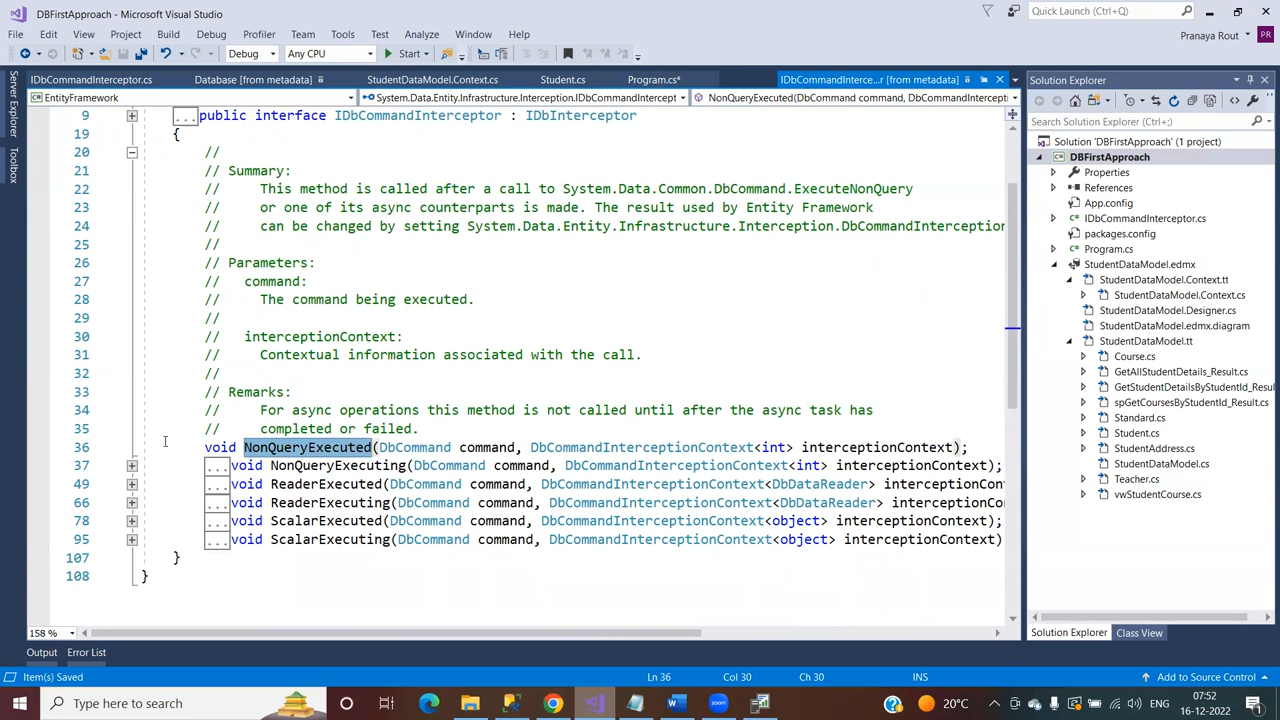 DBFirstApproach - Microsoft Visual Studio
Quick Launch (Ctrl+Q)
File Edit View Project Build Debug Profiler Team Tools Test Analyze Window Help
Pranaya Rout PR
Debug Any CPU Start
IDbCommandInterceptor.cs Database [from metadata] StudentDataModel.Context.cs Student.cs Program.cs* IDbCommandInterce...r [from metadata]
EntityFramework System.Data.Entity.Infrastructure.Interception.IDbCommandIntercept NonQueryExecuted(DbCommand command, DbCommandIntercepti
9 ...public interface IDbCommandInterceptor : IDbInterceptor
19 {
20 //
21 // Summary:
22 // This method is called after a call to System.Data.Common.DbCommand.ExecuteNonQuery
23 // or one of its async counterparts is made. The result used by Entity Framework
24 // can be changed by setting System.Data.Entity.Infrastructure.Interception.DbCommandInterception
25 //
26 // Parameters:
27 // command:
28 // The command being executed.
29 //
30 // interceptionContext:
31 // Contextual information associated with the call.
32 //
33 // Remarks:
34 // For async operations this method is not called until after the async task has
35 // completed or failed.
36 void NonQueryExecuted(DbCommand command, DbCommandInterceptionContext<int> interceptionContext);
37 ...void NonQueryExecuting(DbCommand command, DbCommandInterceptionContext<int> interceptionContext);
49 ...void ReaderExecuted(DbCommand command, DbCommandInterceptionContext<DbDataReader> interceptionCont
66 ...void ReaderExecuting(DbCommand command, DbCommandInterceptionContext<DbDataReader> interceptionCon
78 ...void ScalarExecuted(DbCommand command, DbCommandInterceptionContext<object> interceptionContext);
95 ...void ScalarExecuting(DbCommand command, DbCommandInterceptionContext<object> interceptionContext)
107 }
108 }
158 %
Server Explorer
Toolbox
Solution Explorer
Search Solution Explorer (Ctrl+;)
Solution 'DBFirstApproach' (1 project)
DBFirstApproach
Properties
References
App.config
IDbCommandInterceptor.cs
packages.config
Program.cs
StudentDataModel.edmx
StudentDataModel.Context.tt
StudentDataModel.Context.cs
StudentDataModel.Designer.cs
StudentDataModel.edmx.diagram
StudentDataModel.tt
Course.cs
GetAllStudentDetails_Result.cs
GetStudentDetailsByStudentId_Result
spGetCoursesByStudentId_Result.cs
Standard.cs
Student.cs
StudentAddress.cs
StudentDataModel.cs
Teacher.cs
vwStudentCourse.cs
Solution Explorer Class View
Output Error List
Item(s) Saved Ln 36 Col 30 Ch 30 INS Add to Source Control
Type here to search
20°C
07:52
16-12-2022